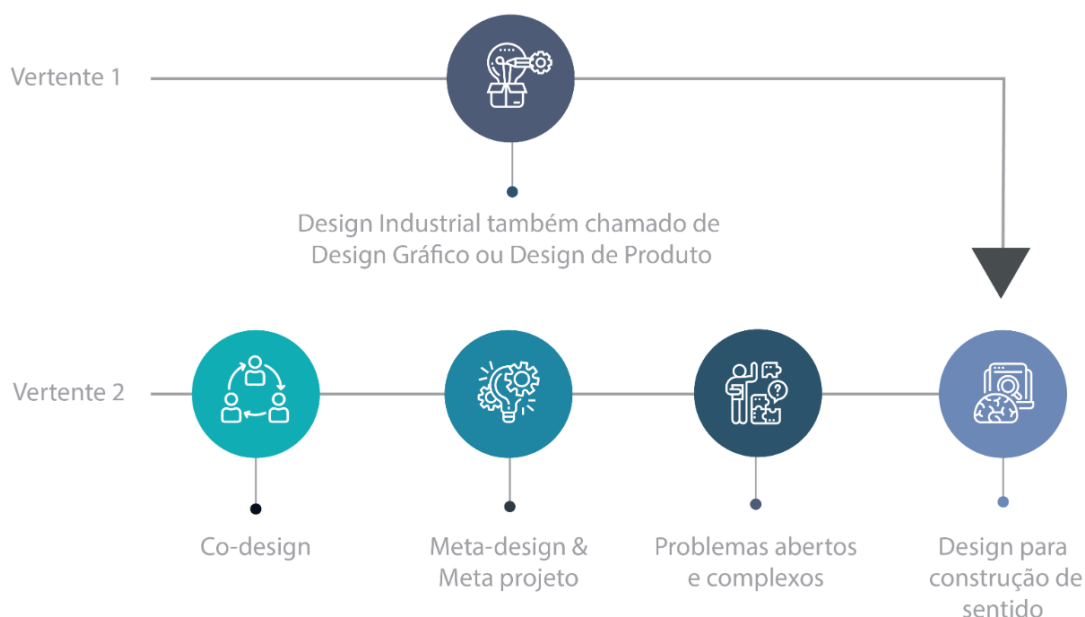 Vertente 1
Design Industrial também chamado de
Design Gráfico ou Design de Produto
Vertente 2
Co-design
Meta-design &
Meta projeto
Problemas abertos
e complexos
Design para
construção de
sentido